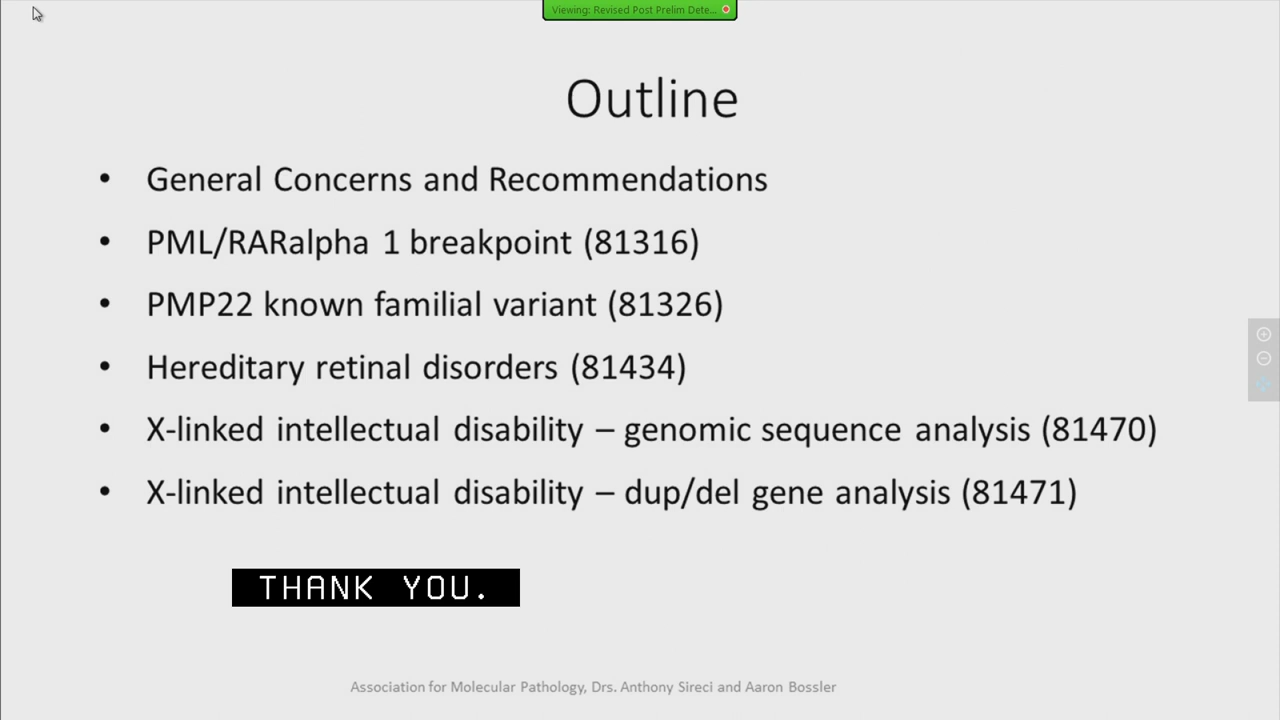 Viewing: Revised Post Prelim Dete...
Outline
• General Concerns and Recommendations
• PML/RARalpha 1 breakpoint (81316)
• PMP22 known familial variant (81326)
• Hereditary retinal disorders (81434)
• X-linked intellectual disability – genomic sequence analysis (81470)
• X-linked intellectual disability – dup/del gene analysis (81471)
THANK YOU.
Association for Molecular Pathology, Drs. Anthony Sireci and Aaron Bossler